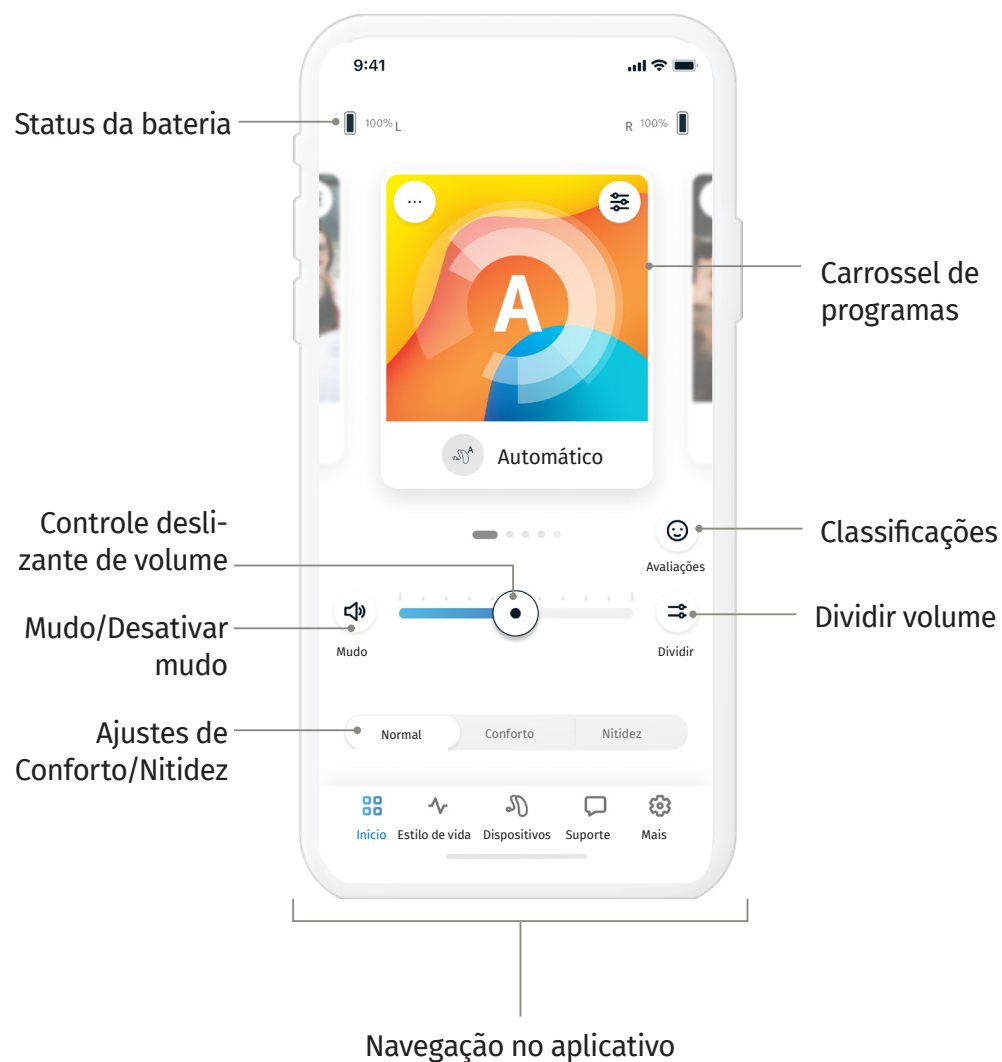 9:41
Status da bateria
100% L
R 100%
...
A
Carrossel de
programas
A
Automático
Controle desli-
zante de volume
Classificações
Avaliações
Mudo/Desativar
mudo
Mudo
Dividir volume
Dividir
Ajustes de
Conforto/Nitidez
Normal
Conforto
Nitidez
Início
Estilo de vida
Dispositivos
Suporte
Mais
Navegação no aplicativo